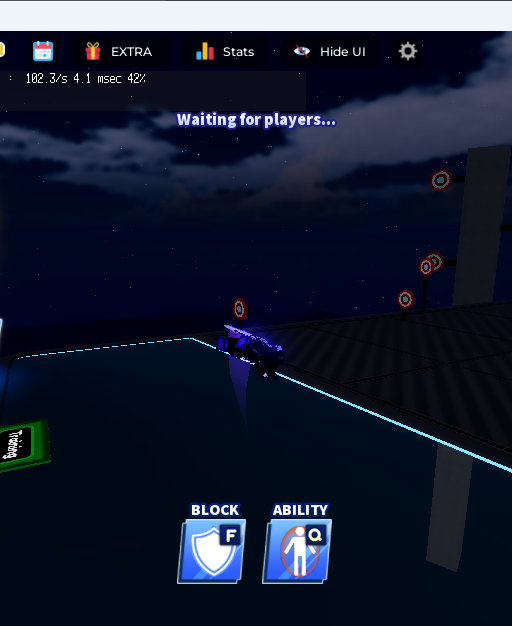 EXTRA
Stats
Hide UI
: 102.3/s 4.1 msec 42%
Waiting for players...
Training
BLOCK
ABILITY
F
Q